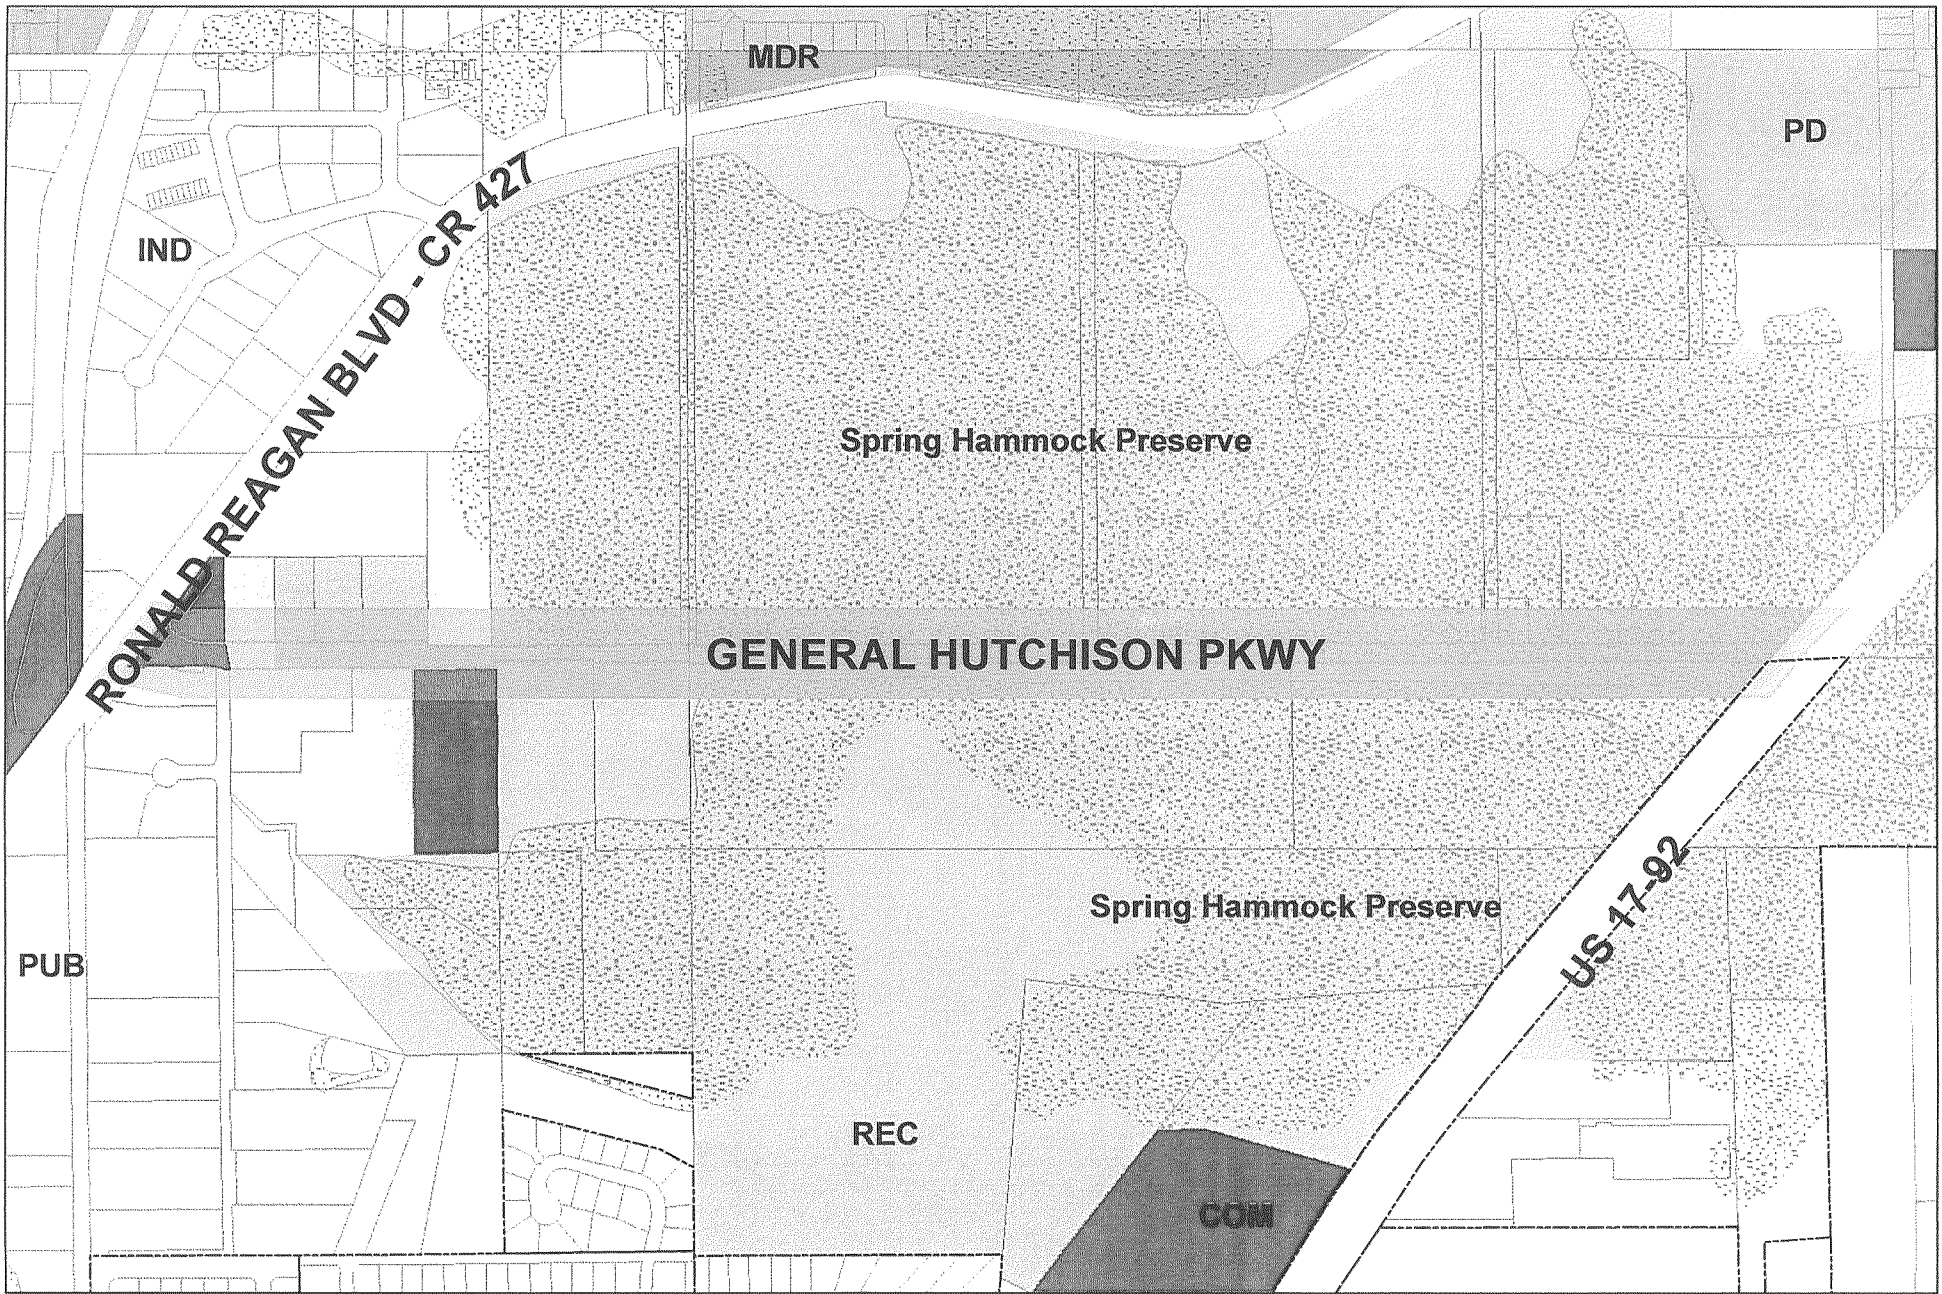 MDR
PD
IND
RONALD REAGAN BLVD - CR 427
Spring Hammock Preserve
GENERAL HUTCHISON PKWY
Spring Hammock Preserve
US 17-92
PUB
REC
COM